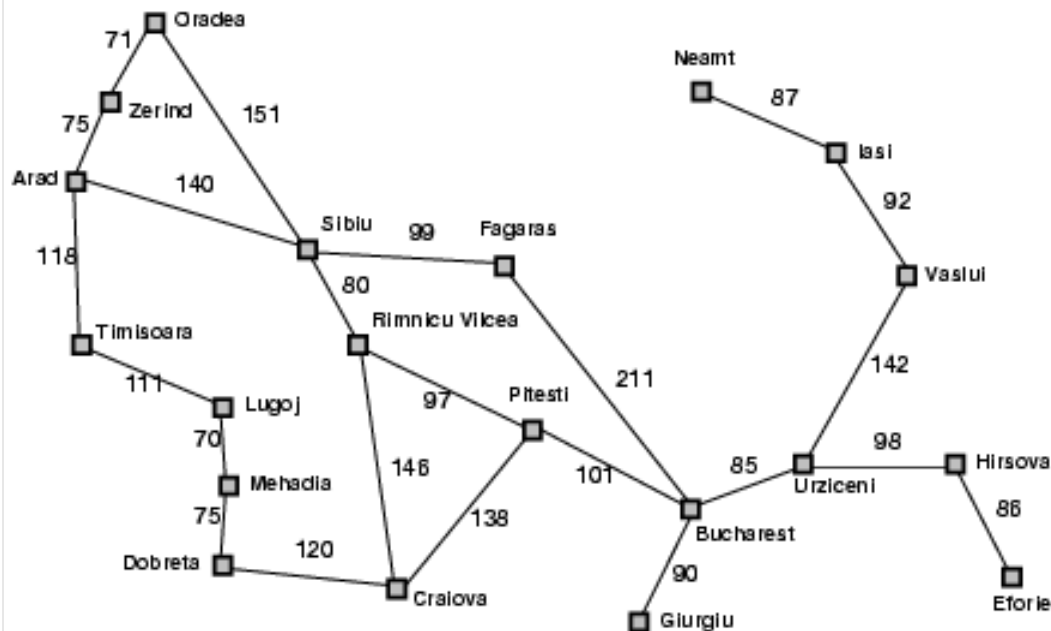 Oradea
71
Neamt
87
Zerind
151
75
Iasi
Arad
140
92
Sibiu
99
Fagaras
118
80
Vaslui
Timisoara
Rimnicu Vilcea
142
111
97
Pitesti
211
Lugoj
70
146
101
85
98
Hirsova
Mehadia
Urziceni
75
138
86
Bucharest
Dobreta
120
90
Craiova
Eforie
Giurgiu